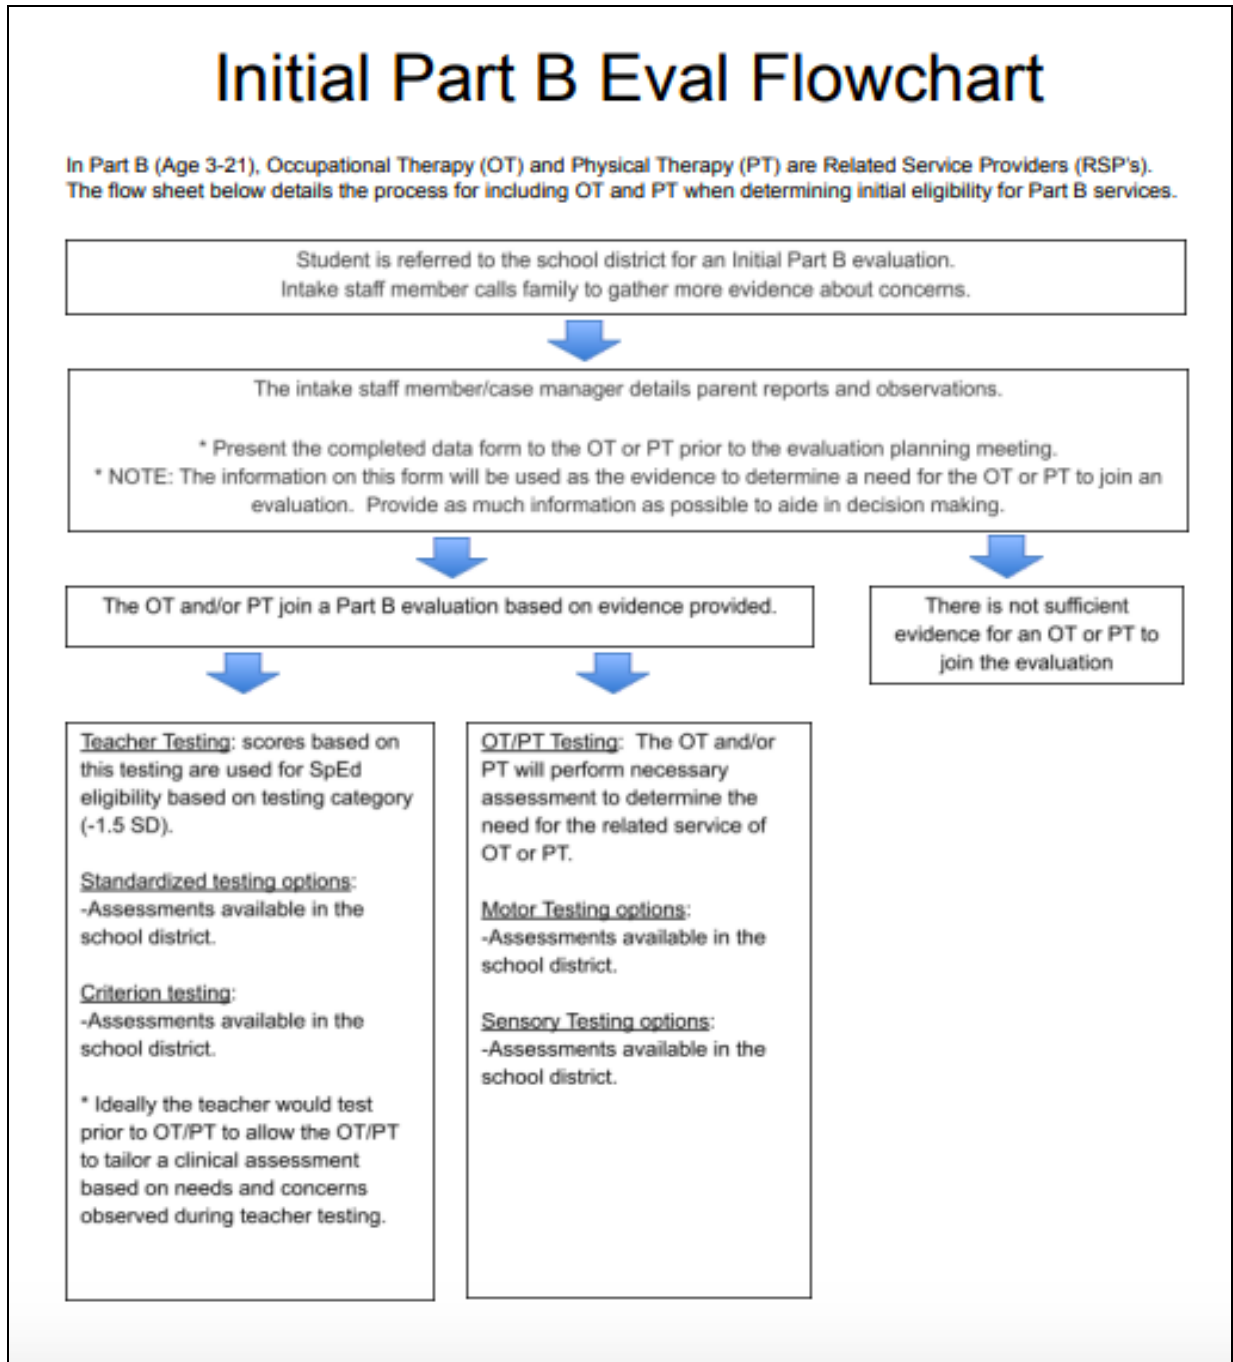 Initial Part B Eval Flowchart
In Part B (Age 3-21), Occupational Therapy (OT) and Physical Therapy (PT) are Related Service Providers (RSP's).
The flow sheet below details the process for including OT and PT when determining initial eligibility for Part B services.
Student is referred to the school district for an Initial Part B evaluation.
Intake staff member calls family to gather more evidence about concerns.
The intake staff member/case manager details parent reports and observations.
* Present the completed data form to the OT or PT prior to the evaluation planning meeting.
* NOTE: The information on this form will be used as the evidence to determine a need for the OT or PT to join an
evaluation.  Provide as much information as possible to aide in decision making.
The OT and/or PT join a Part B evaluation based on evidence provided.
There is not sufficient
evidence for an OT or PT to
join the evaluation
Teacher Testing: scores based on
this testing are used for SpEd
eligibility based on testing category
(-1.5 SD).
Standardized testing options:
-Assessments available in the
school district.
Criterion testing:
-Assessments available in the
school district.
* Ideally the teacher would test
prior to OT/PT to allow the OT/PT
to tailor a clinical assessment
based on needs and concerns
observed during teacher testing.
OT/PT Testing:  The OT and/or
PT will perform necessary
assessment to determine the
need for the related service of
OT or PT.
Motor Testing options:
-Assessments available in the
school district.
Sensory Testing options:
-Assessments available in the
school district.